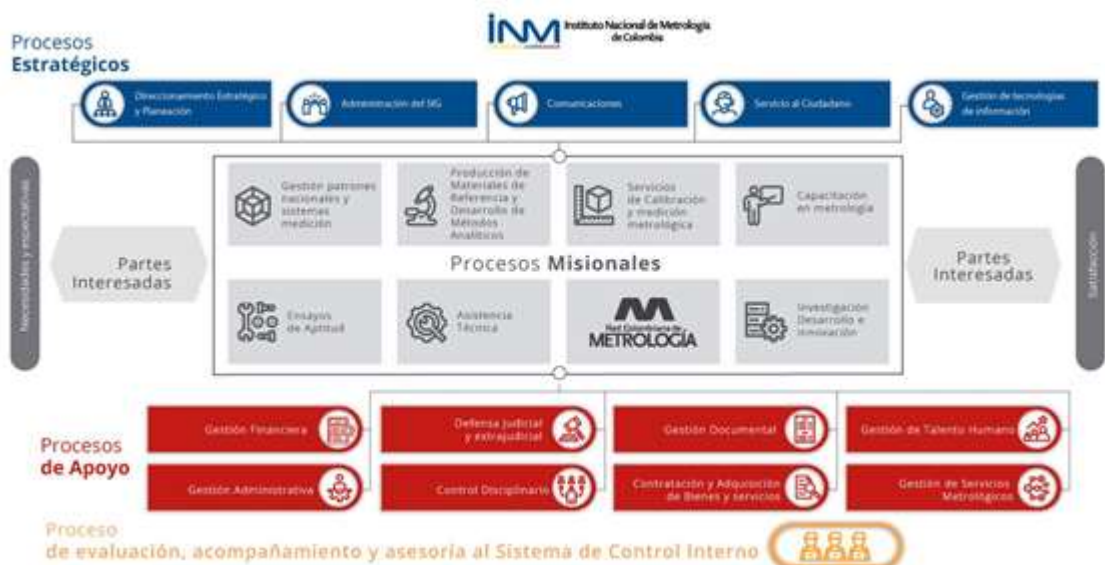 INM Instituto Nacional de Metrología
de Colombia
Procesos
Estratégicos
Direccionamiento Estratégico
y Planeación
Administración del SIG
Comunicaciones
Servicio al Ciudadano
Gestión de tecnologías
de información
Necesidades y expectativas
Partes
Interesadas
Gestión patrones
nacionales y
sistemas
medición
Producción de
Materiales de
Referencia y
Desarrollo de
Métodos
Analíticos
Servicios
de Calibración
y medición
metrológica
Capacitación
en metrología
Procesos Misionales
Ensayos
de Aptitud
Asistencia
Técnica
Red Colombiana de
METROLOGÍA
Investigación
Desarrollo e
Innovación
Partes
Interesadas
Satisfacción
Procesos
de Apoyo
Gestión Financiera
Defensa Judicial
y extrajudicial
Gestión Documental
Gestión de Talento Humano
Gestión Administrativa
Control Disciplinario
Contratación y Adquisición
de Bienes y servicios
Gestión de Servicios
Metrológicos
Proceso
de evaluación, acompañamiento y asesoría al Sistema de Control Interno